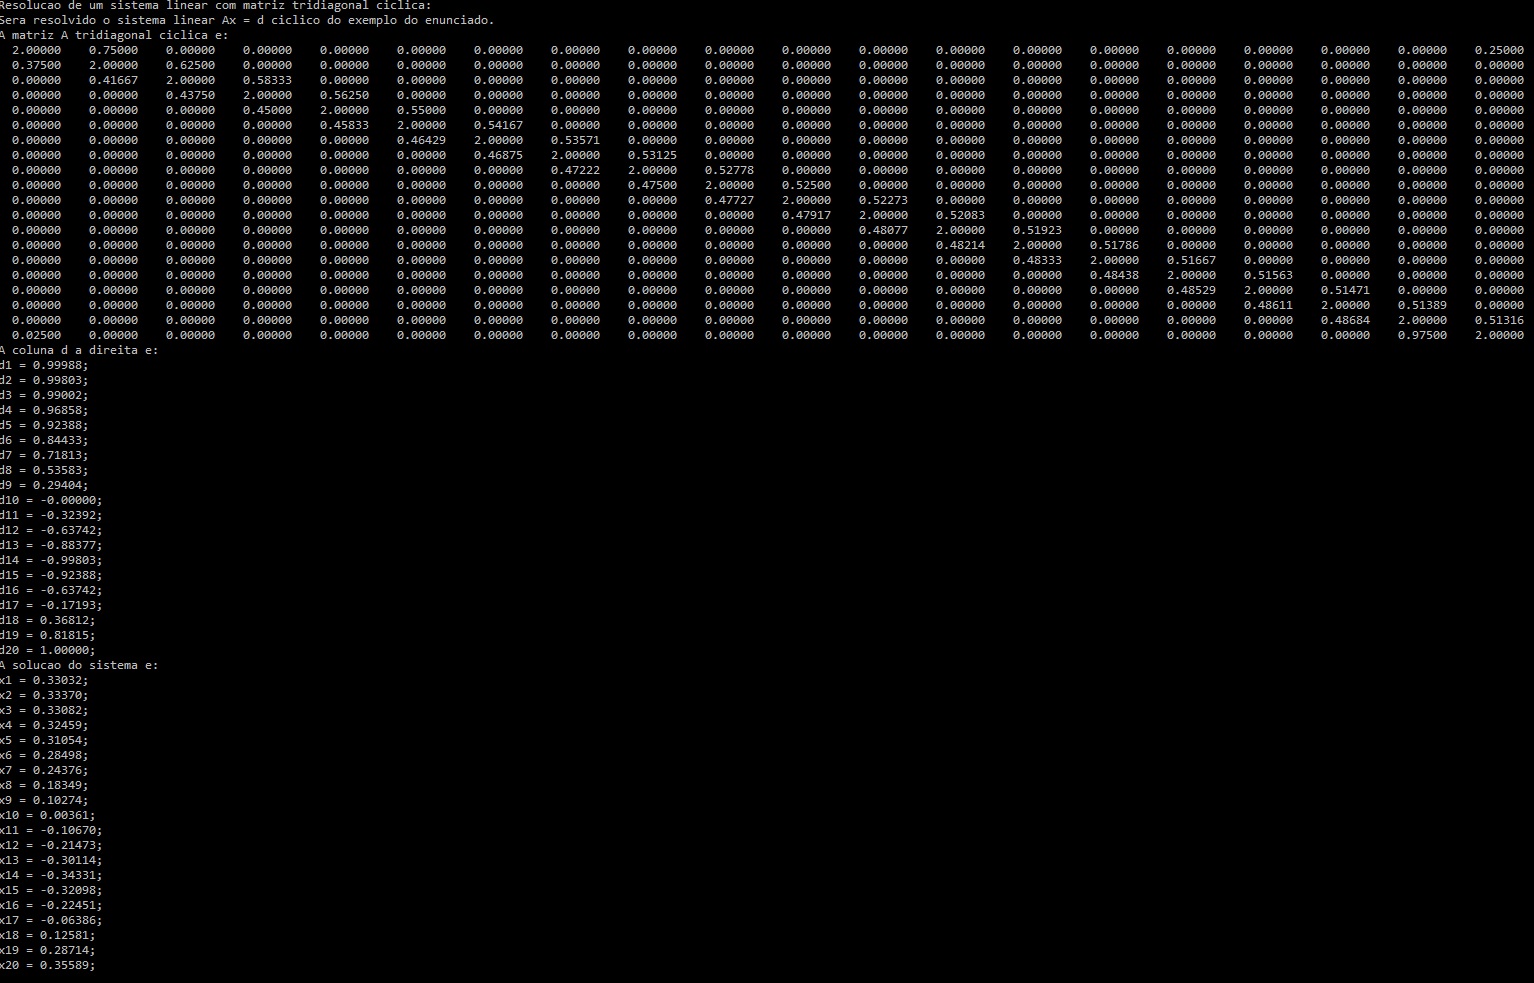 Resolucao de um sistema linear com matriz tridiagonal ciclica:
Sera resolvido o sistema linear Ax = d ciclico do exemplo do enunciado.
A matriz A tridiagonal ciclica e:
2.00000 0.75000 0.00000 0.00000 0.00000 0.00000 0.00000 0.00000 0.00000 0.00000 0.00000 0.00000 0.00000 0.00000 0.00000 0.00000 0.00000 0.00000 0.00000 0.25000
0.37500 2.00000 0.62500 0.00000 0.00000 0.00000 0.00000 0.00000 0.00000 0.00000 0.00000 0.00000 0.00000 0.00000 0.00000 0.00000 0.00000 0.00000 0.00000 0.00000
0.00000 0.41667 2.00000 0.58333 0.00000 0.00000 0.00000 0.00000 0.00000 0.00000 0.00000 0.00000 0.00000 0.00000 0.00000 0.00000 0.00000 0.00000 0.00000 0.00000
0.00000 0.00000 0.43750 2.00000 0.56250 0.00000 0.00000 0.00000 0.00000 0.00000 0.00000 0.00000 0.00000 0.00000 0.00000 0.00000 0.00000 0.00000 0.00000 0.00000
0.00000 0.00000 0.00000 0.45000 2.00000 0.55000 0.00000 0.00000 0.00000 0.00000 0.00000 0.00000 0.00000 0.00000 0.00000 0.00000 0.00000 0.00000 0.00000 0.00000
0.00000 0.00000 0.00000 0.00000 0.45833 2.00000 0.54167 0.00000 0.00000 0.00000 0.00000 0.00000 0.00000 0.00000 0.00000 0.00000 0.00000 0.00000 0.00000 0.00000
0.00000 0.00000 0.00000 0.00000 0.00000 0.46429 2.00000 0.53571 0.00000 0.00000 0.00000 0.00000 0.00000 0.00000 0.00000 0.00000 0.00000 0.00000 0.00000 0.00000
0.00000 0.00000 0.00000 0.00000 0.00000 0.00000 0.46875 2.00000 0.53125 0.00000 0.00000 0.00000 0.00000 0.00000 0.00000 0.00000 0.00000 0.00000 0.00000 0.00000
0.00000 0.00000 0.00000 0.00000 0.00000 0.00000 0.00000 0.47222 2.00000 0.52778 0.00000 0.00000 0.00000 0.00000 0.00000 0.00000 0.00000 0.00000 0.00000 0.00000
0.00000 0.00000 0.00000 0.00000 0.00000 0.00000 0.00000 0.00000 0.47500 2.00000 0.52500 0.00000 0.00000 0.00000 0.00000 0.00000 0.00000 0.00000 0.00000 0.00000
0.00000 0.00000 0.00000 0.00000 0.00000 0.00000 0.00000 0.00000 0.00000 0.47727 2.00000 0.52273 0.00000 0.00000 0.00000 0.00000 0.00000 0.00000 0.00000 0.00000
0.00000 0.00000 0.00000 0.00000 0.00000 0.00000 0.00000 0.00000 0.00000 0.00000 0.47917 2.00000 0.52083 0.00000 0.00000 0.00000 0.00000 0.00000 0.00000 0.00000
0.00000 0.00000 0.00000 0.00000 0.00000 0.00000 0.00000 0.00000 0.00000 0.00000 0.00000 0.48077 2.00000 0.51923 0.00000 0.00000 0.00000 0.00000 0.00000 0.00000
0.00000 0.00000 0.00000 0.00000 0.00000 0.00000 0.00000 0.00000 0.00000 0.00000 0.00000 0.00000 0.48214 2.00000 0.51786 0.00000 0.00000 0.00000 0.00000 0.00000
0.00000 0.00000 0.00000 0.00000 0.00000 0.00000 0.00000 0.00000 0.00000 0.00000 0.00000 0.00000 0.00000 0.48333 2.00000 0.51667 0.00000 0.00000 0.00000 0.00000
0.00000 0.00000 0.00000 0.00000 0.00000 0.00000 0.00000 0.00000 0.00000 0.00000 0.00000 0.00000 0.00000 0.00000 0.48438 2.00000 0.51563 0.00000 0.00000 0.00000
0.00000 0.00000 0.00000 0.00000 0.00000 0.00000 0.00000 0.00000 0.00000 0.00000 0.00000 0.00000 0.00000 0.00000 0.00000 0.48529 2.00000 0.51471 0.00000 0.00000
0.00000 0.00000 0.00000 0.00000 0.00000 0.00000 0.00000 0.00000 0.00000 0.00000 0.00000 0.00000 0.00000 0.00000 0.00000 0.00000 0.48611 2.00000 0.51389 0.00000
0.00000 0.00000 0.00000 0.00000 0.00000 0.00000 0.00000 0.00000 0.00000 0.00000 0.00000 0.00000 0.00000 0.00000 0.00000 0.00000 0.00000 0.48684 2.00000 0.51316
0.02500 0.00000 0.00000 0.00000 0.00000 0.00000 0.00000 0.00000 0.00000 0.00000 0.00000 0.00000 0.00000 0.00000 0.00000 0.00000 0.00000 0.00000 0.97500 2.00000
A coluna d a direita e:
d1 = 0.99988;
d2 = 0.99803;
d3 = 0.99002;
d4 = 0.96858;
d5 = 0.92388;
d6 = 0.84433;
d7 = 0.71813;
d8 = 0.53583;
d9 = 0.29404;
d10 = -0.00000;
d11 = -0.32392;
d12 = -0.63742;
d13 = -0.88377;
d14 = -0.99803;
d15 = -0.92388;
d16 = -0.63742;
d17 = -0.17193;
d18 = 0.36812;
d19 = 0.81815;
d20 = 1.00000;
A solucao do sistema e:
x1 = 0.33032;
x2 = 0.33370;
x3 = 0.33082;
x4 = 0.32459;
x5 = 0.31054;
x6 = 0.28498;
x7 = 0.24376;
x8 = 0.18349;
x9 = 0.10274;
x10 = 0.00361;
x11 = -0.10670;
x12 = -0.21473;
x13 = -0.30114;
x14 = -0.34331;
x15 = -0.32098;
x16 = -0.22451;
x17 = -0.06386;
x18 = 0.12581;
x19 = 0.28714;
x20 = 0.35589;